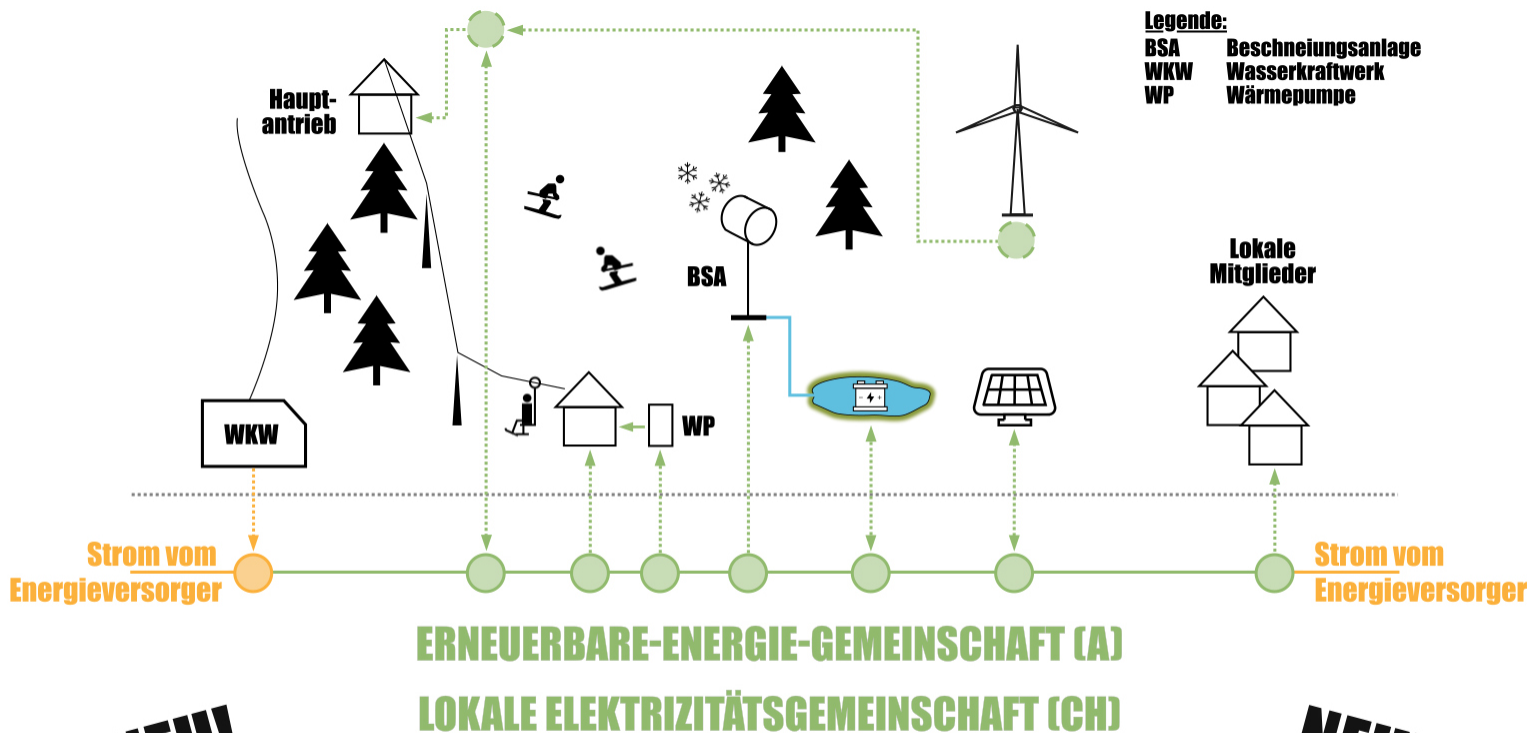 Legende:
BSA Beschneiungsanlage
WKW Wasserkraftwerk
WP Wärmepumpe
Haupt-
antrieb
BSA
Lokale
Mitglieder
WP
WKW
Strom vom
Energieversorger
Strom vom
Energieversorger
ERNEUERBARE-ENERGIE-GEMEINSCHAFT (A)
LOKALE ELEKTRIZITÄTSGEMEINSCHAFT (CH)